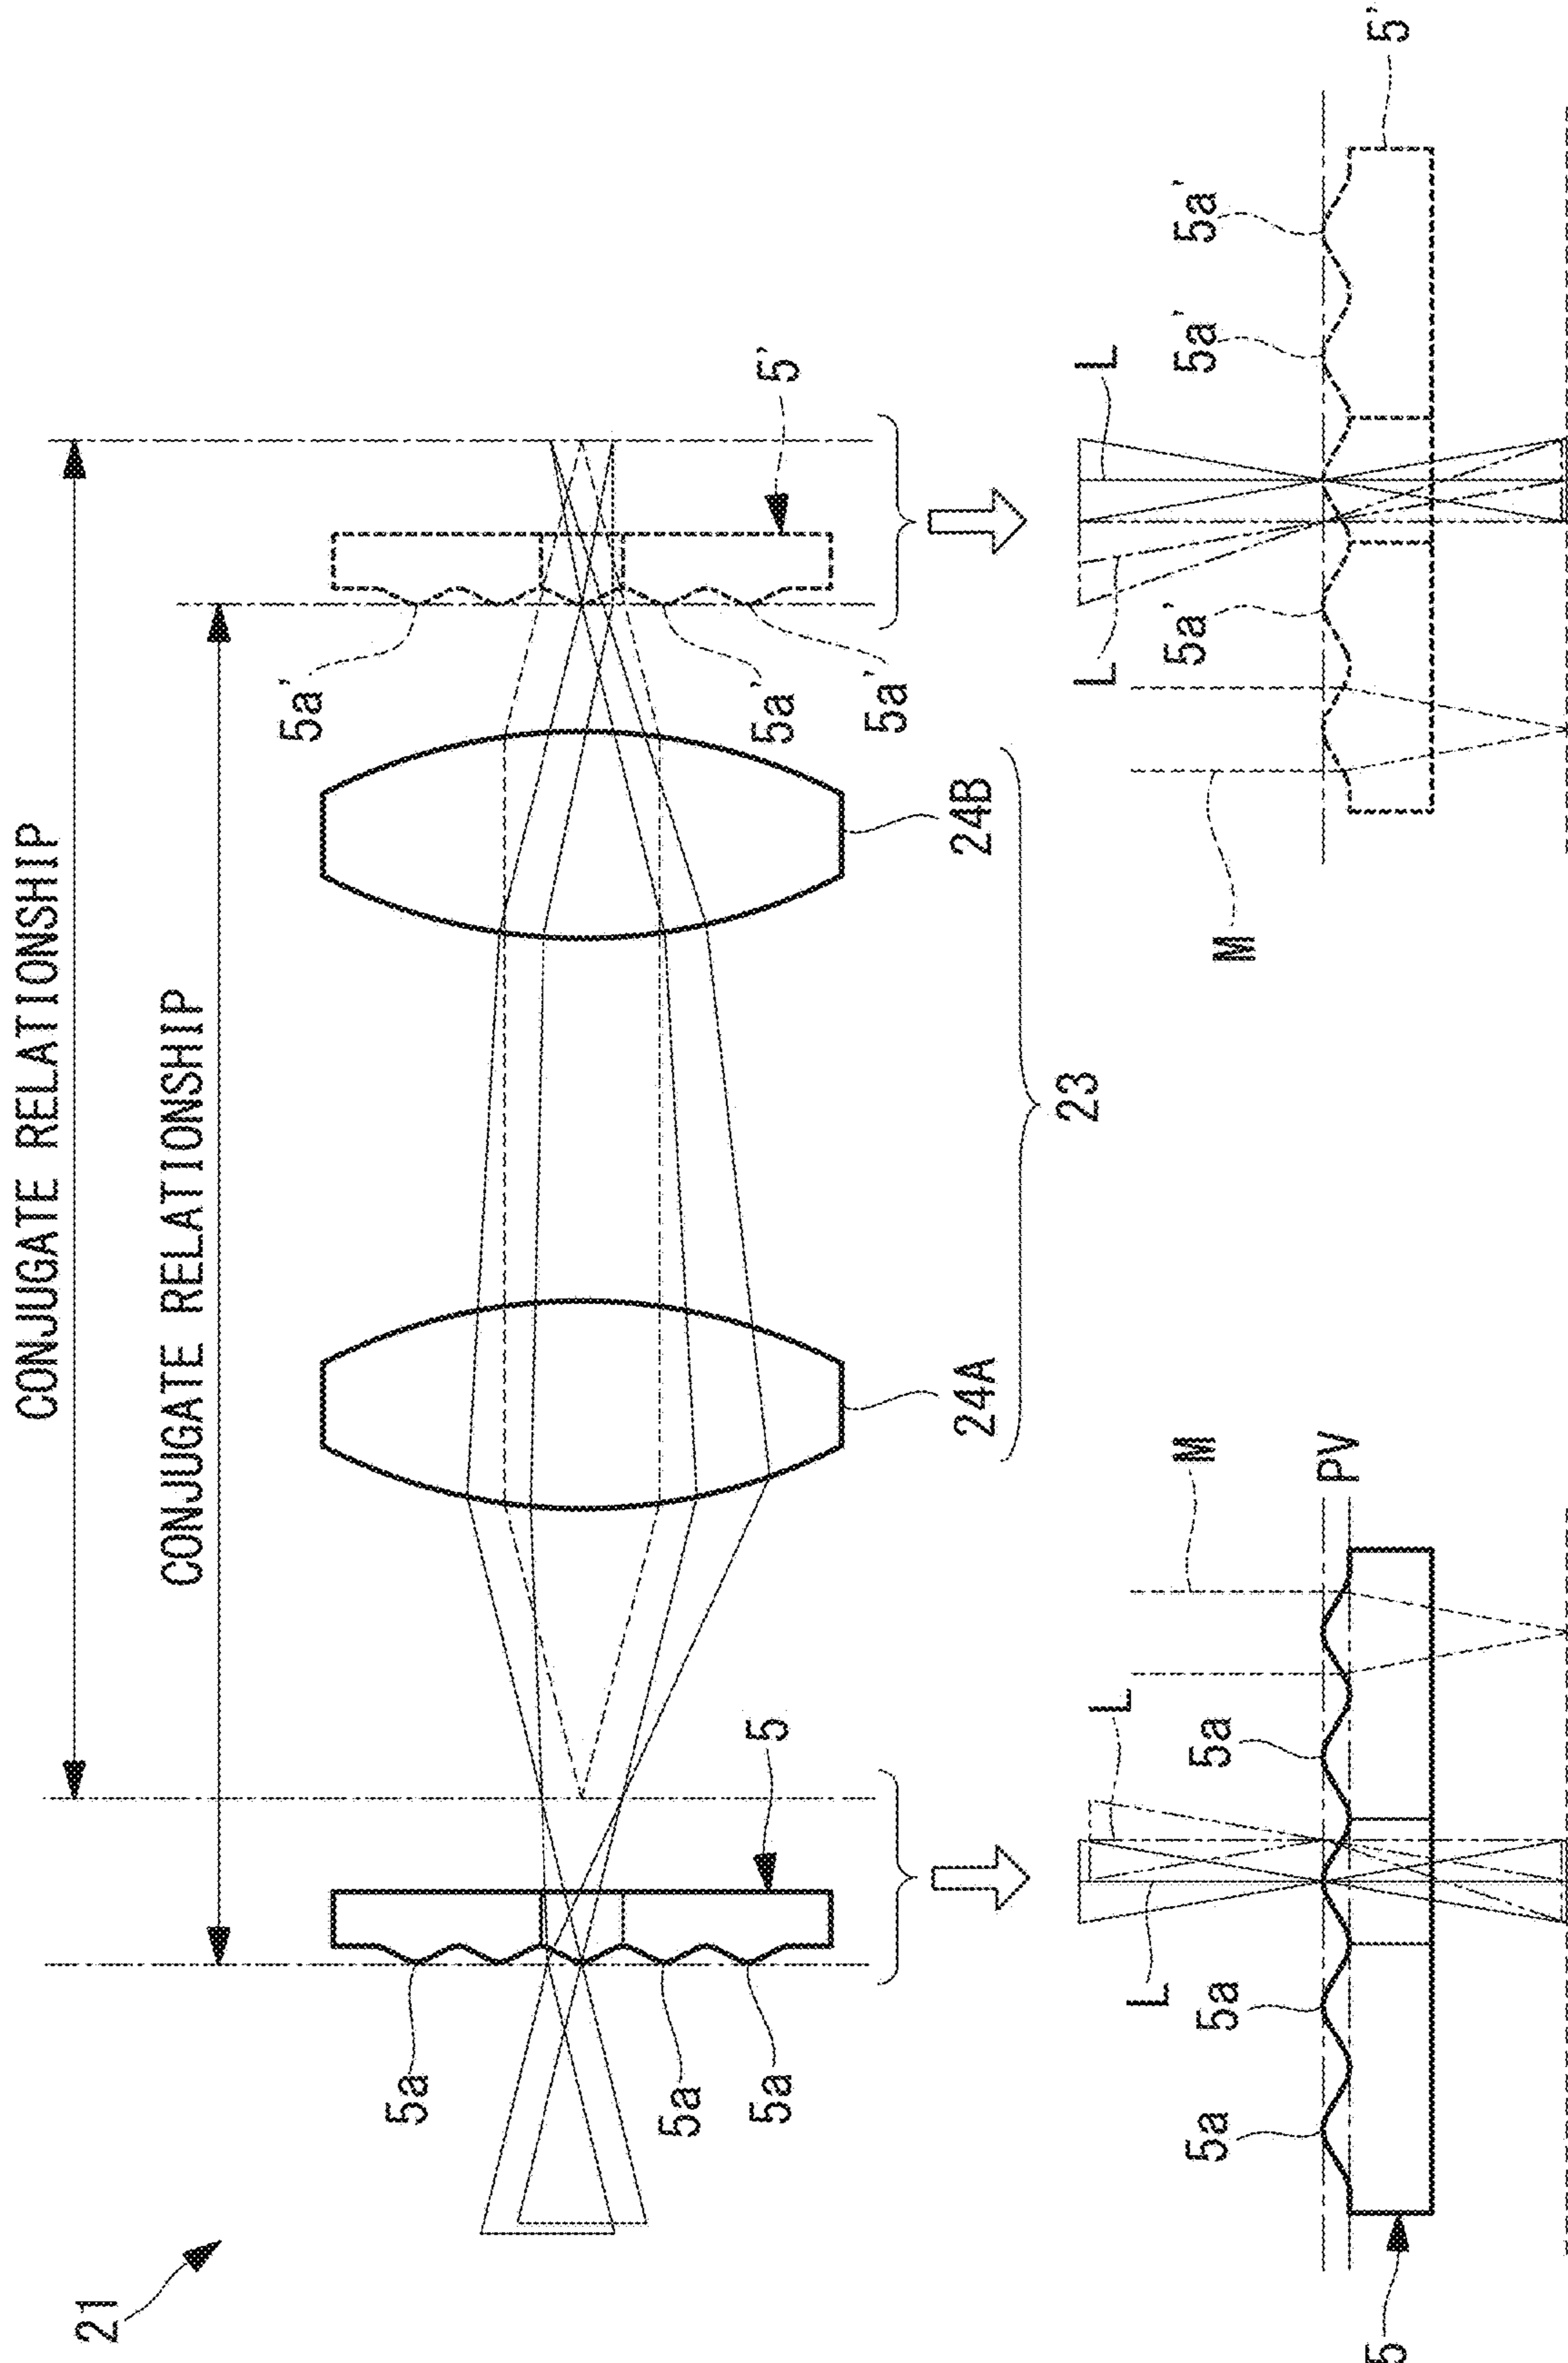 CONJUGATE RELATIONSHIP
CONJUGATE RELATIONSHIP
21
5a
5a
5a
5
24A
24B
23
5a'
5a'
5a'
5'
5
5a
5a
5a
L
L
M
PV
M
5a'
L
L
5a'
5a'
5'